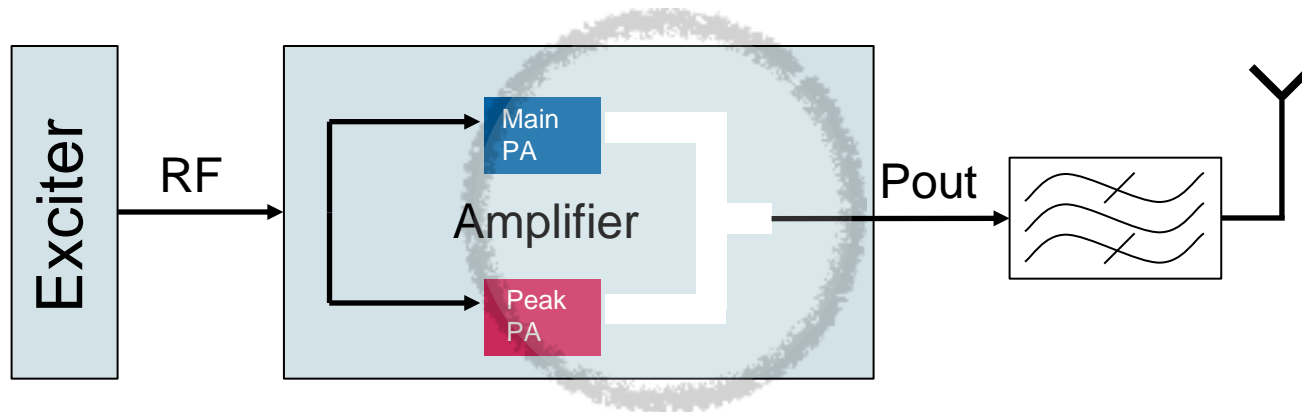 Exciter
RF
Main
PA
Amplifier
Peak
PA
Pout